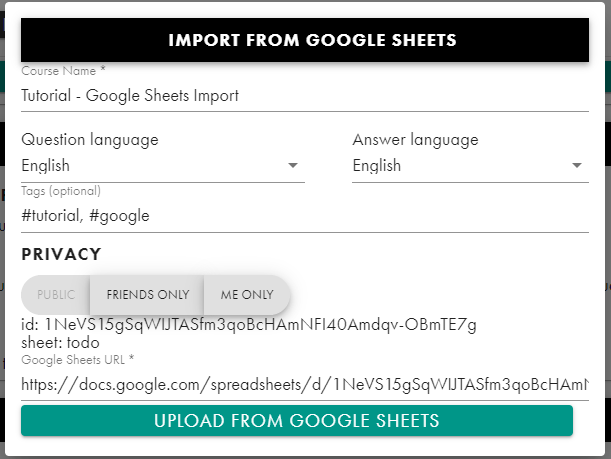 IMPORT FROM GOOGLE SHEETS
Course Name *
Tutorial - Google Sheets Import
Question language Answer language
English English
Tags (optional)
#tutorial, #google
PRIVACY
PUBLIC FRIENDS ONLY ME ONLY
id: 1NeVS15gSqWIJTASfm3qoBcHAmNFI40Amdqv-OBmTE7g
sheet: todo
Google Sheets URL *
https://docs.google.com/spreadsheets/d/1NeVS15gSqWIJTASfm3qoBcHAm
UPLOAD FROM GOOGLE SHEETS